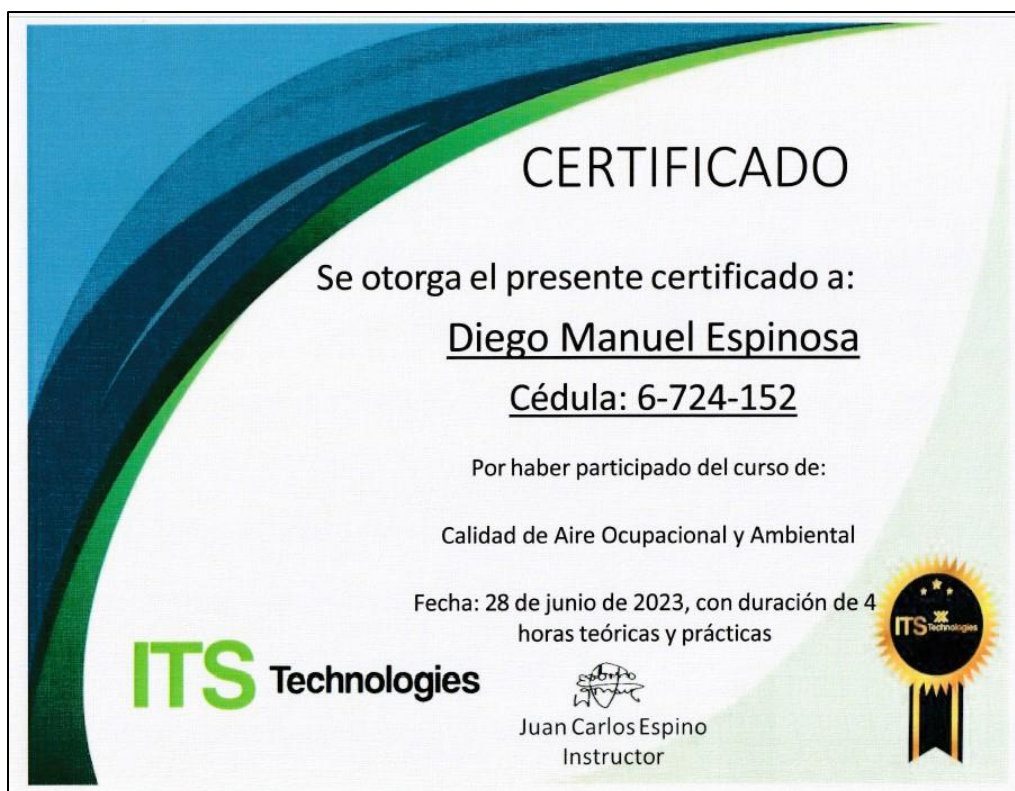 CERTIFICADO
Se otorga el presente certificado a:
Diego Manuel Espinosa
Cédula: 6-724-152
Por haber participado del curso de:
Calidad de Aire Ocupacional y Ambiental
Fecha: 28 de junio de 2023, con duración de 4
horas teóricas y prácticas
ITS Technologies
ITS Technologies
Juan Carlos Espino
Instructor